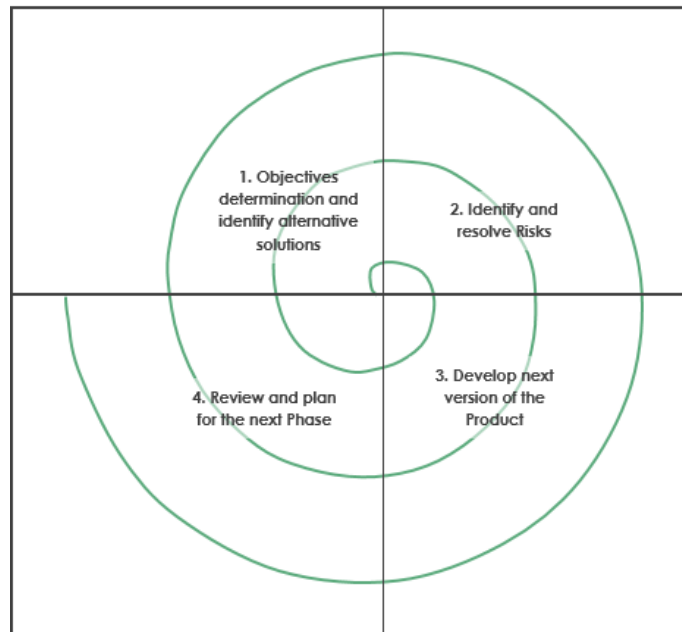 1. Objectives
determination and
identify alternative
solutions
2. Identify and
resolve Risks
3. Develop next
version of the
Product
4. Review and plan
for the next Phase